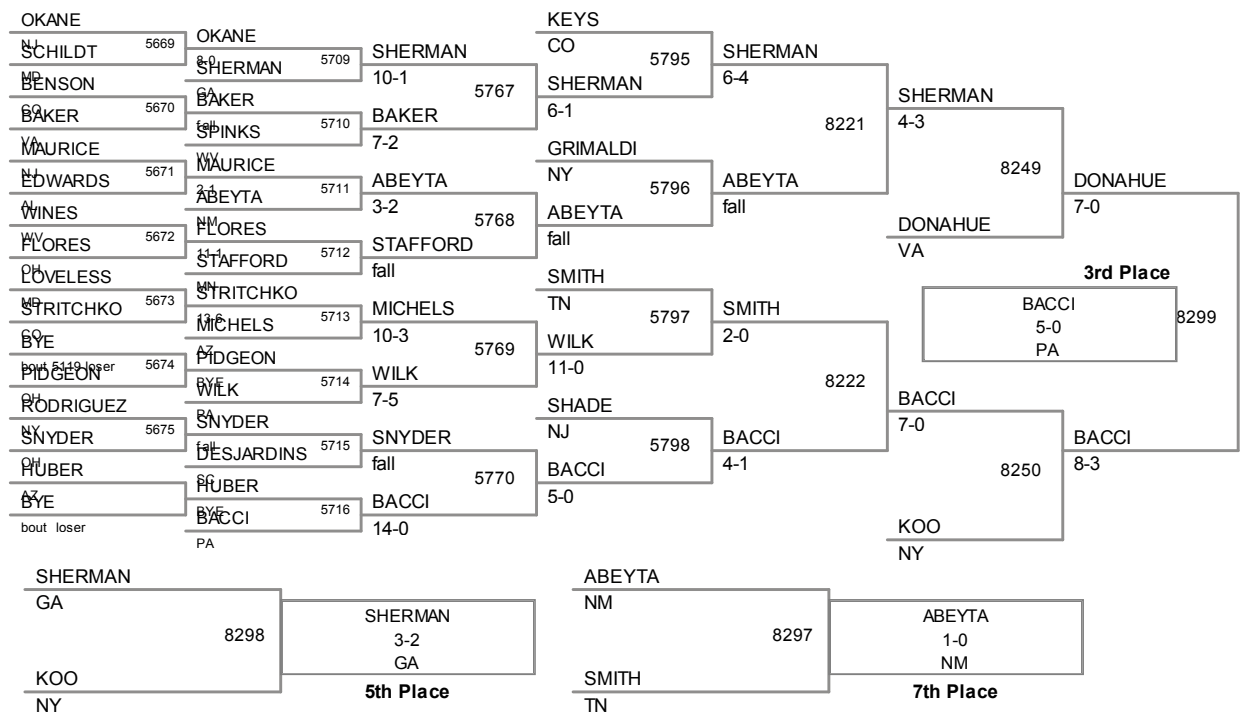 OKANE
NJ
SCHILDT
MD
5669
BENSON
CO
BAKER
VA
5670
MAURICE
NJ
EDWARDS
AL
5671
WINES
WV
FLORES
OH
5672
LOVELESS
MD
STRITCHKO
CO
5673
BYE
bout 5119 loser
PIDGEON
OH
5674
RODRIGUEZ
NY
SNYDER
OH
5675
HUBER
AZ
BYE
bout loser
OKANE
8-0
SHERMAN
GA
5709
BAKER
fall
SPINKS
WV
5710
MAURICE
2-1
ABEYTA
NM
5711
FLORES
11-1
STAFFORD
MN
5712
STRITCHKO
13-6
MICHELS
AZ
5713
PIDGEON
BYE
WILK
PA
5714
SNYDER
fall
DESJARDINS
SC
5715
HUBER
BYE
BACCI
PA
5716
SHERMAN
10-1
5767
BAKER
7-2
ABEYTA
3-2
5768
STAFFORD
fall
MICHELS
10-3
5769
WILK
7-5
SNYDER
fall
5770
BACCI
14-0
KEYS
CO
5795
SHERMAN
6-1
GRIMALDI
NY
5796
ABEYTA
fall
SMITH
TN
5797
WILK
11-0
SHADE
NJ
5798
BACCI
5-0
SHERMAN
6-4
8221
ABEYTA
fall
SMITH
2-0
8222
BACCI
4-1
SHERMAN
4-3
8249
DONAHUE
VA
BACCI
7-0
8250
KOO
NY
DONAHUE
7-0
3rd Place
BACCI
5-0
PA
8299
BACCI
8-3
SHERMAN
GA
8298
KOO
NY
SHERMAN
3-2
GA
5th Place
ABEYTA
NM
8297
SMITH
TN
ABEYTA
1-0
NM
7th Place